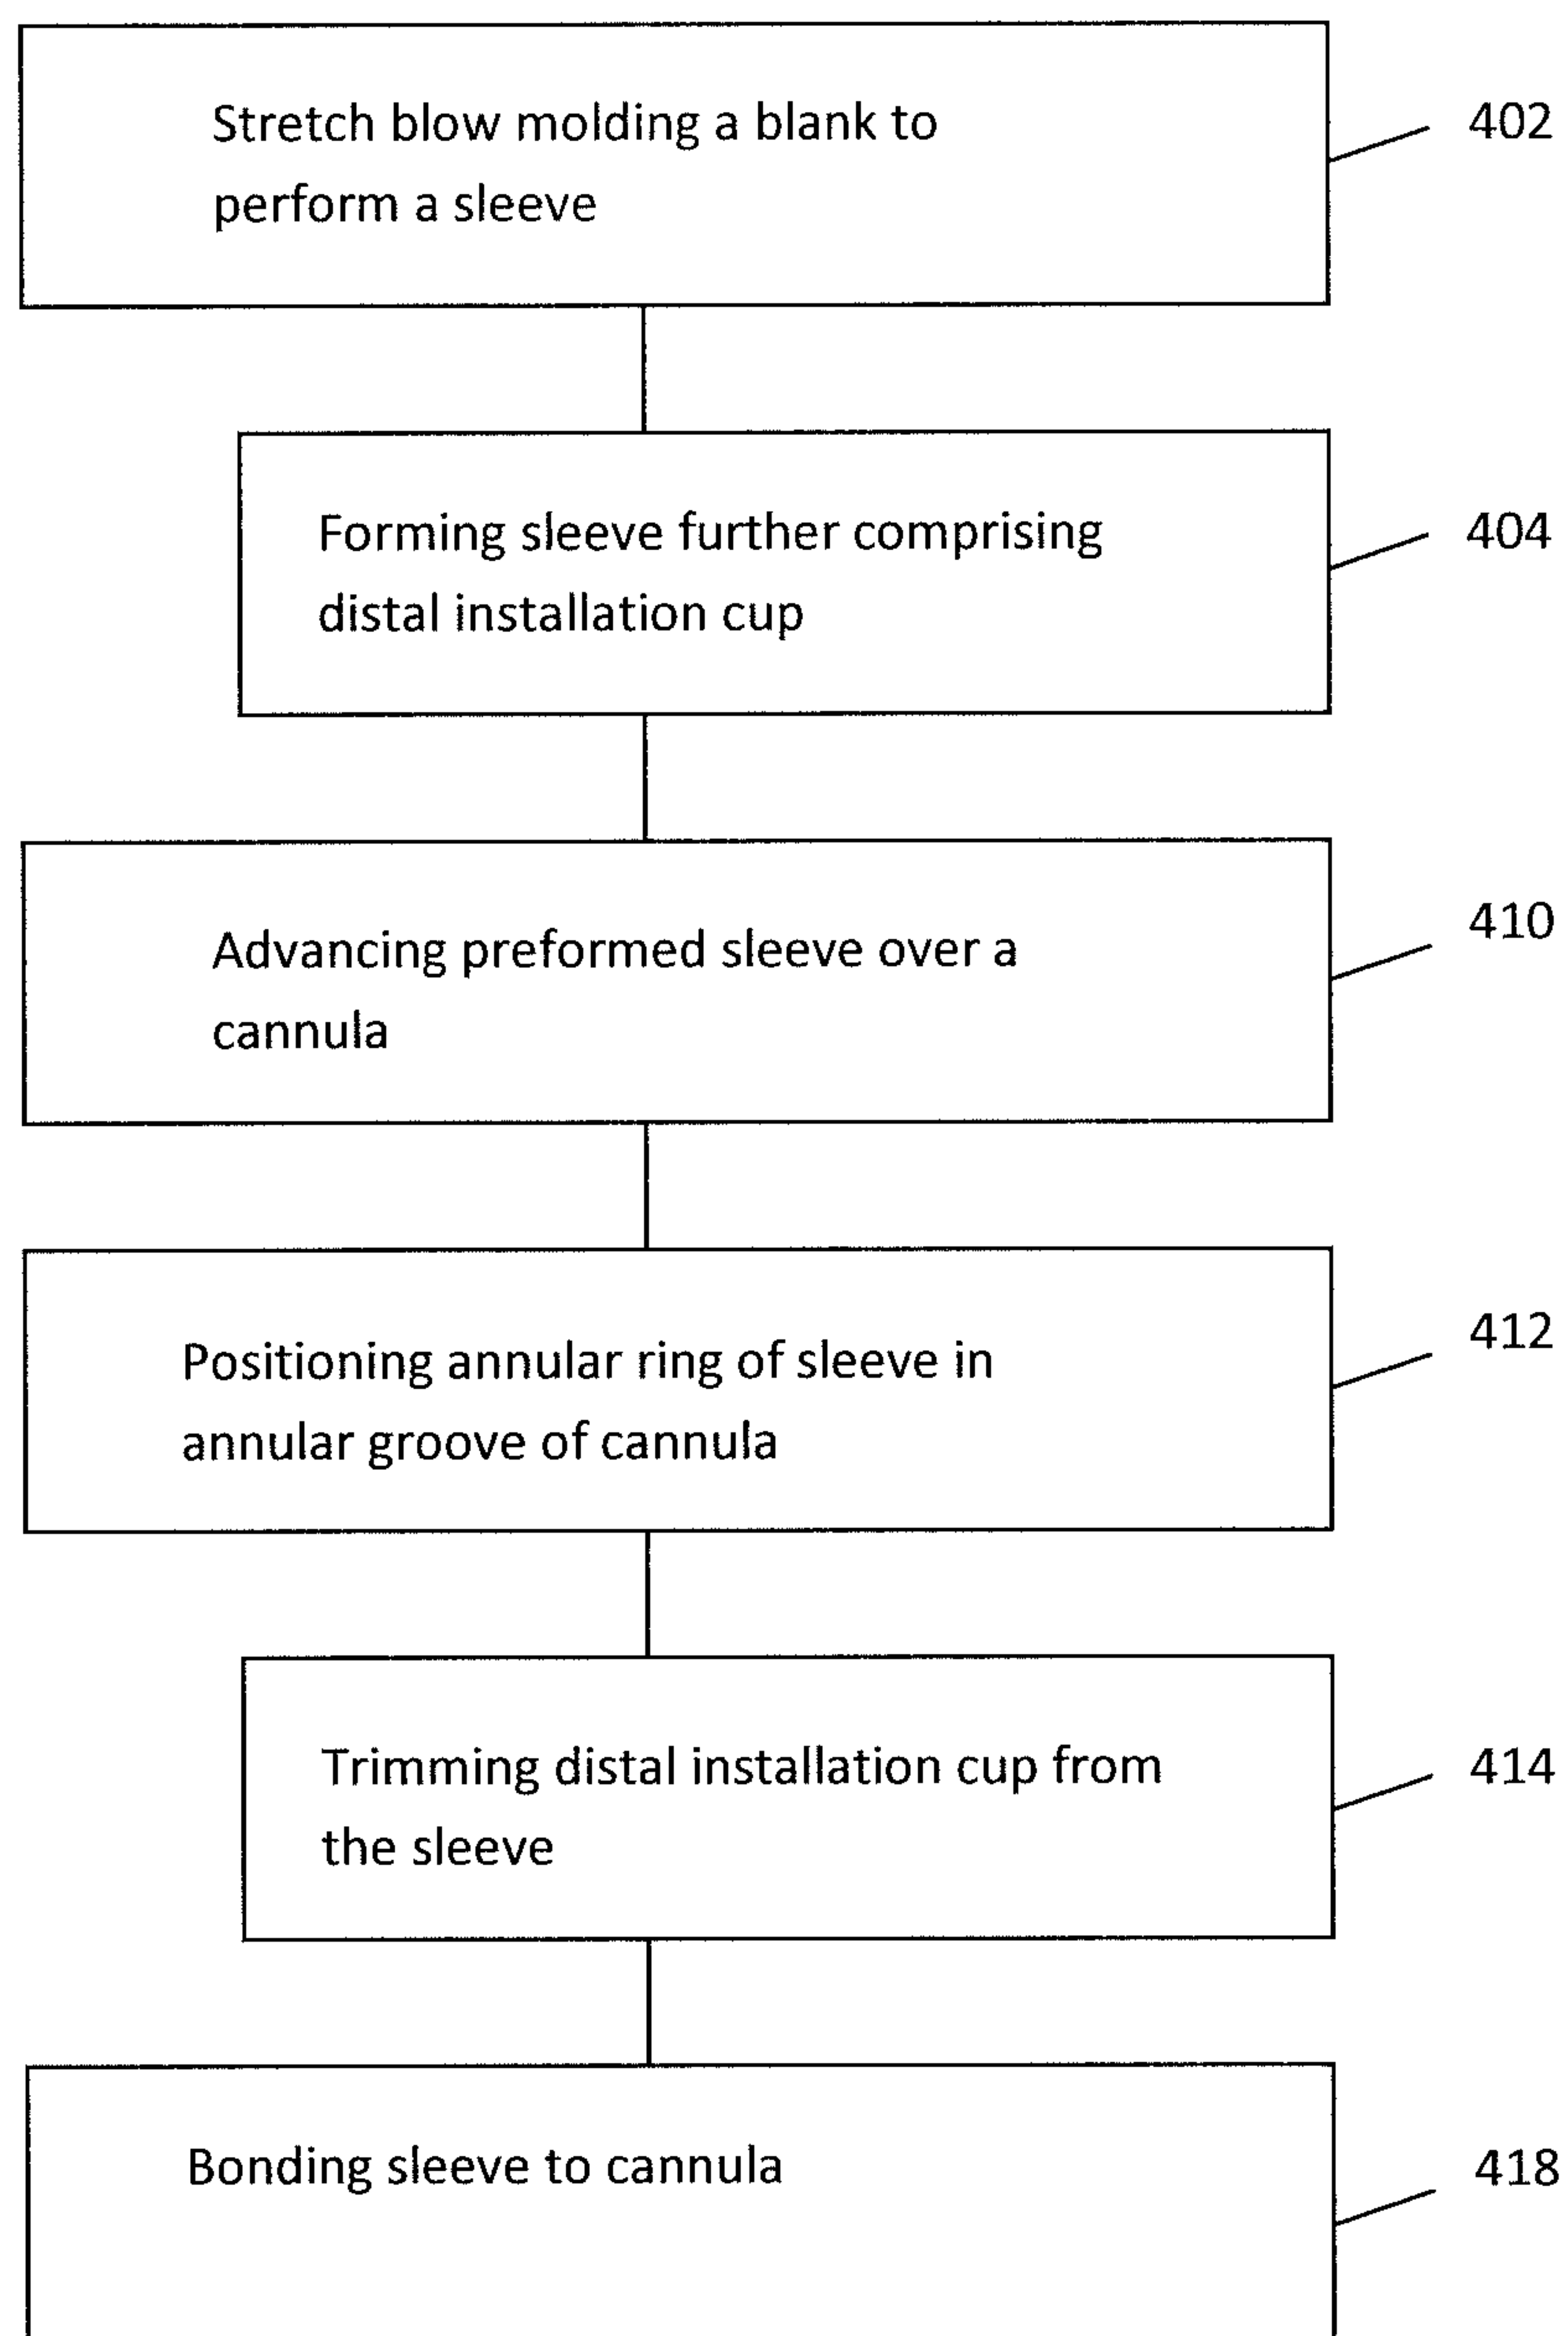 Stretch blow molding a blank to
perform a sleeve
402
Forming sleeve further comprising
distal installation cup
404
Advancing preformed sleeve over a
cannula
410
Positioning annular ring of sleeve in
annular groove of cannula
412
Trimming distal installation cup from
the sleeve
414
Bonding sleeve to cannula
418